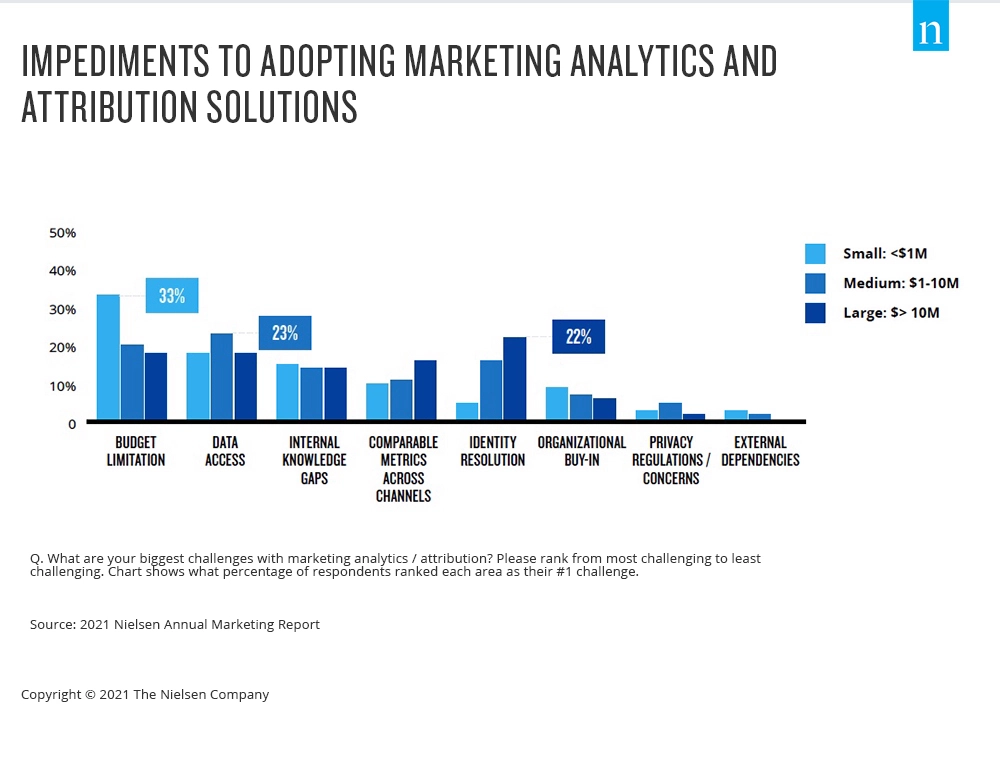 n
IMPEDIMENTS TO ADOPTING MARKETING ANALYTICS AND
ATTRIBUTION SOLUTIONS
50%
40%
30%
20%
10%
0
33%
23%
22%
Small: <$1M
Medium: $1-10M
Large: $> 10M
BUDGET
LIMITATION
DATA
ACCESS
INTERNAL
KNOWLEDGE
GAPS
COMPARABLE
METRICS
ACROSS
CHANNELS
IDENTITY
RESOLUTION
ORGANIZATIONAL
BUY-IN
PRIVACY
REGULATIONS /
CONCERNS
EXTERNAL
DEPENDENCIES
Q. What are your biggest challenges with marketing analytics / attribution? Please rank from most challenging to least
challenging. Chart shows what percentage of respondents ranked each area as their #1 challenge.
Source: 2021 Nielsen Annual Marketing Report
Copyright © 2021 The Nielsen Company